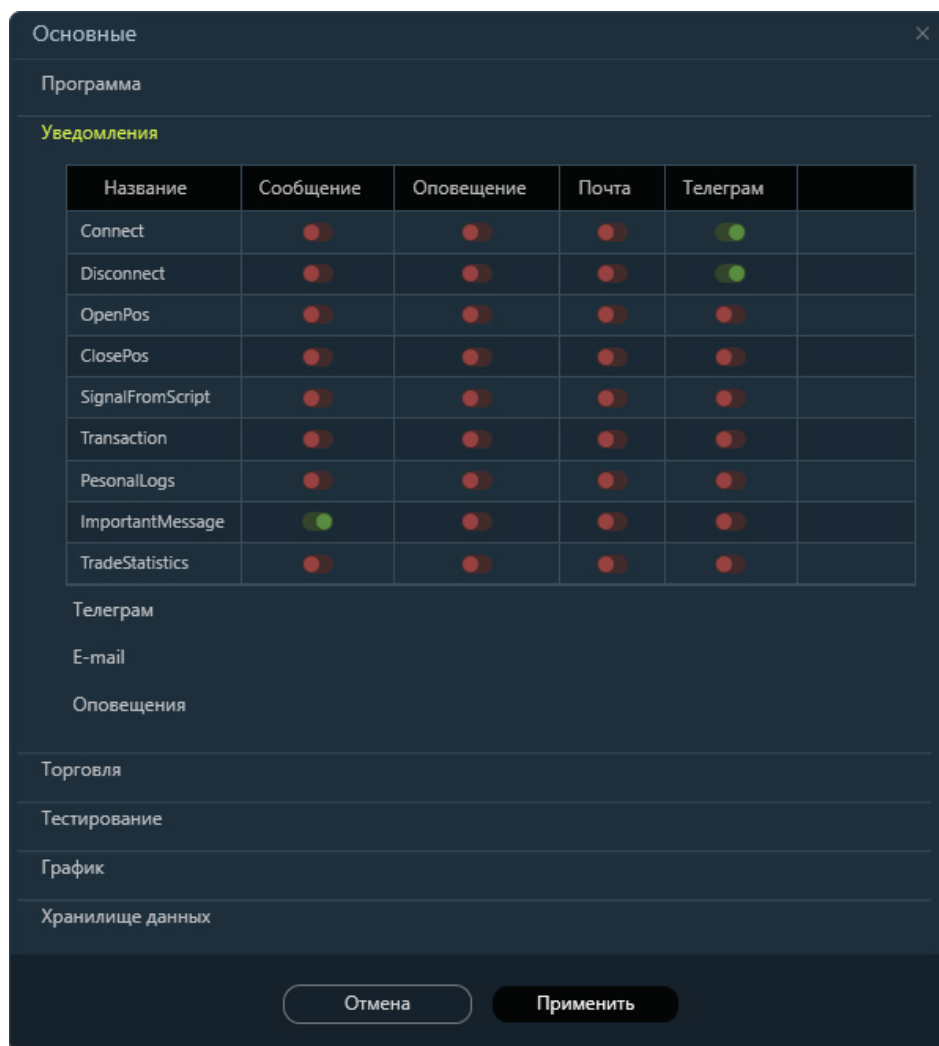 Основные
Программа
Уведомления
Название Сообщение Оповещение Почта Телеграм
Connect
Disconnect
OpenPos
ClosePos
SignalFromScript
Transaction
PesonalLogs
ImportantMessage
TradeStatistics
Телеграм
E-mail
Оповещения
Торговля
Тестирование
График
Хранилище данных
Отмена Применить